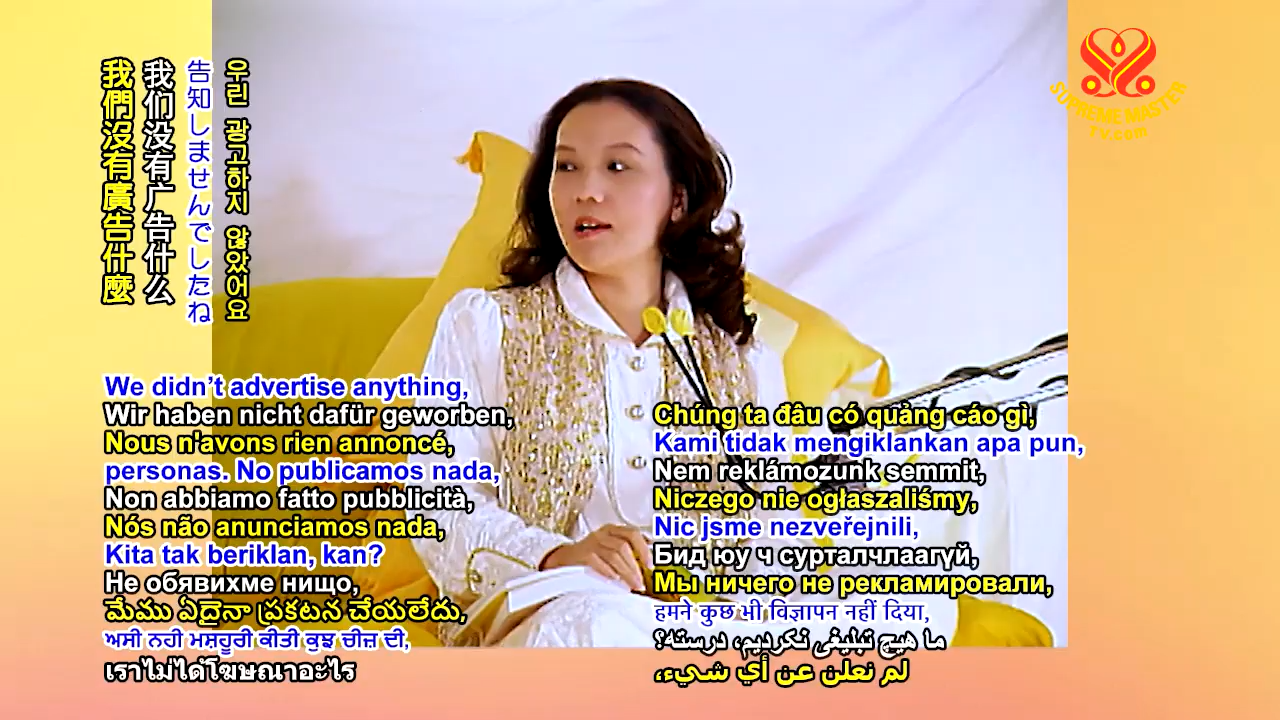 我們沒有廣告什麼
我们没有广告什么
告知しませんでしたね
우린 광고하지 않았어요
SUPREME MASTER
TV.com
We didn’t advertise anything,
Wir haben nicht dafür geworben,
Nous n'avons rien annoncé,
personas. No publicamos nada,
Non abbiamo fatto pubblicità,
Nós não anunciamos nada,
Kita tak beriklan, kan?
Не обявихме нищо,
మేము ఏదైనా ప్రకటన చేయలేదు,
ਅਸੀ ਨਹੀ ਮਸ਼ਹੂਰੀ ਕੀਤੀ ਕੁਝ ਚੀਜ਼ ਦੀ,
เราไม่ได้โฆษณาอะไร
Chúng ta đâu có quảng cáo gì,
Kami tidak mengiklankan apa pun,
Nem reklámozunk semmit,
Niczego nie ogłaszaliśmy,
Nic jsme nezveřejnili,
Бид юу ч сурталчлаагүй,
Мы ничего не рекламировали,
हमने कुछ भी विज्ञापन नहीं दिया,
ما هیچ تبلیغی نکردیم، درسته؟
لم نعلن عن أي شيء،